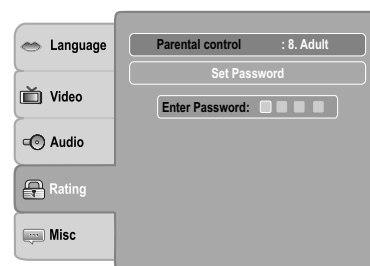 Language
Video
Audio
Rating
Misc
Parental control : 8. Adult
Set Password
Enter Password: